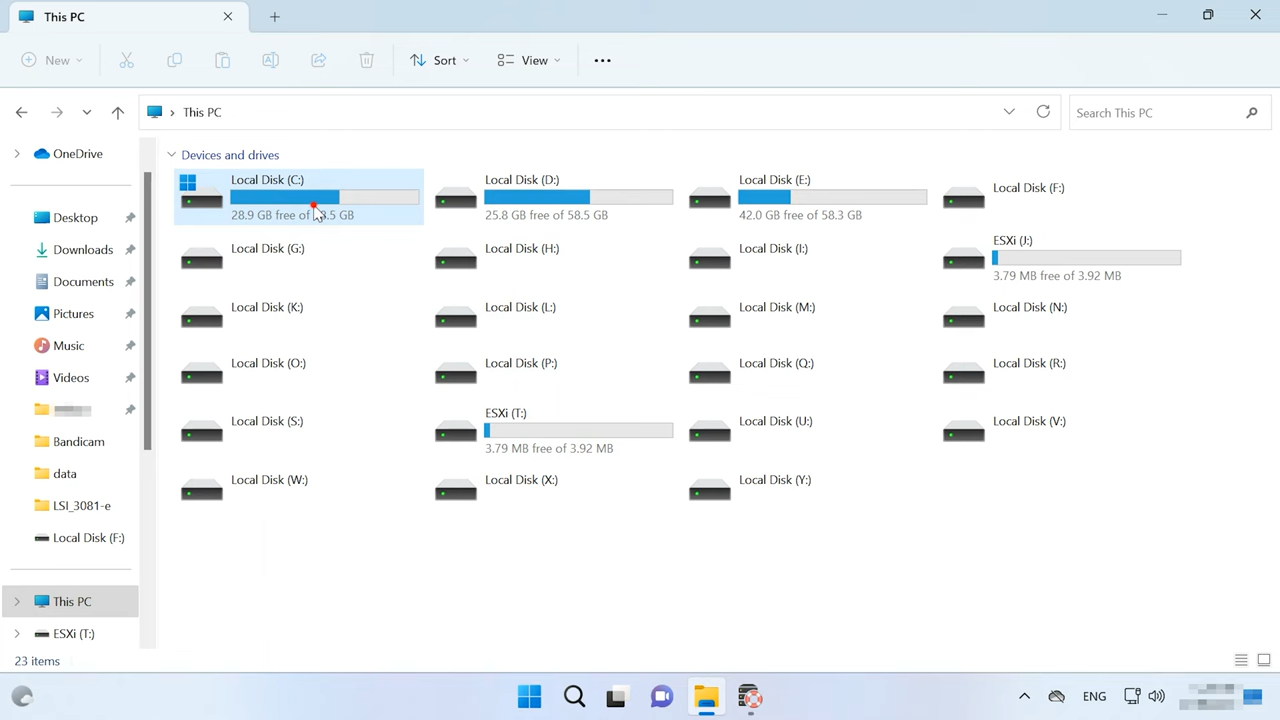 This PC
New
Sort
View
This PC
Search This PC
OneDrive
Desktop
Downloads
Documents
Pictures
Music
Videos
Bandicam
data
LSI_3081-e
Local Disk (F:)
This PC
ESXi (T:)
Devices and drives
Local Disk (C:)
28.9 GB free of 3.5 GB
Local Disk (D:)
25.8 GB free of 58.5 GB
Local Disk (E:)
42.0 GB free of 58.3 GB
Local Disk (F:)
Local Disk (G:)
Local Disk (H:)
Local Disk (I:)
ESXi (J:)
3.79 MB free of 3.92 MB
Local Disk (K:)
Local Disk (L:)
Local Disk (M:)
Local Disk (N:)
Local Disk (O:)
Local Disk (P:)
Local Disk (Q:)
Local Disk (R:)
Local Disk (S:)
ESXi (T:)
3.79 MB free of 3.92 MB
Local Disk (U:)
Local Disk (V:)
Local Disk (W:)
Local Disk (X:)
Local Disk (Y:)
23 items
ENG